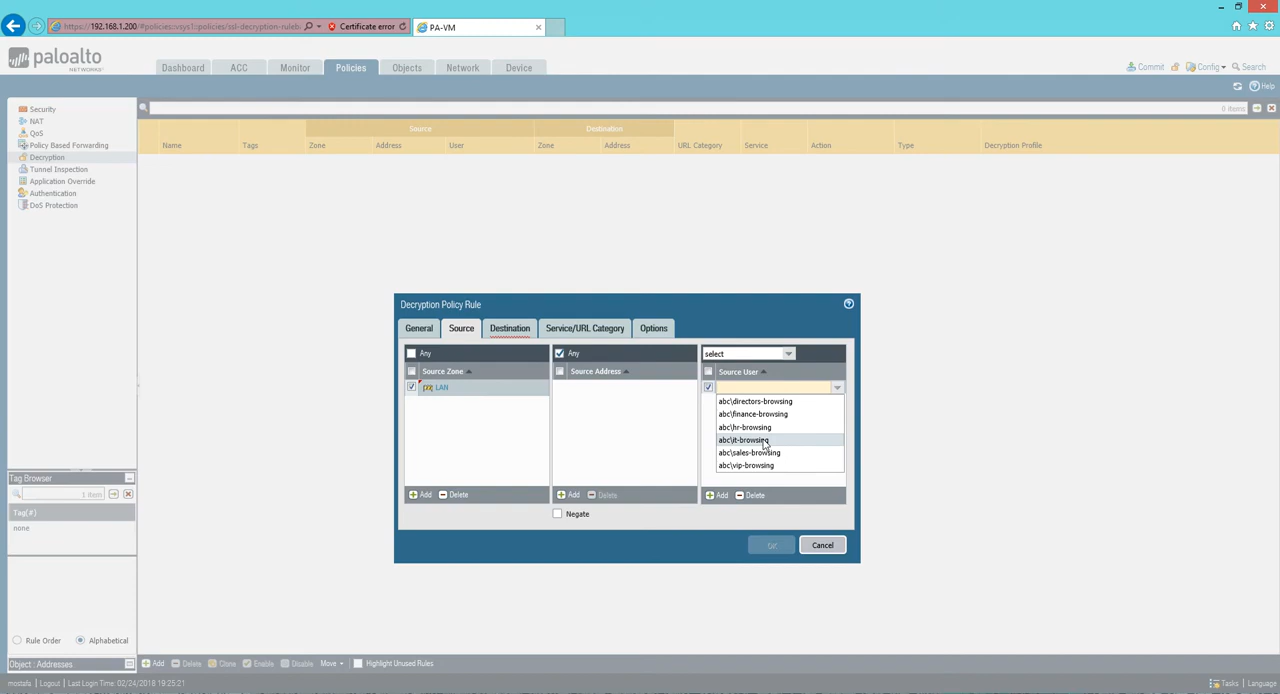 https://192.168.1.200/#policies::vsys1::policies/ssl-decryption-ruleb
Certificate error
PA-VM
paloalto
NETWORKS
Dashboard
ACC
Monitor
Policies
Objects
Network
Device
Commit
Config
Search
Help
Security
NAT
QoS
Policy Based Forwarding
Decryption
Tunnel Inspection
Application Override
Authentication
DoS Protection
0 items
Source
Destination
Name
Tags
Zone
Address
User
Zone
Address
URL Category
Service
Action
Type
Decryption Profile
Decryption Policy Rule
General
Source
Destination
Service/URL Category
Options
Any
Any
select
Source Zone
Source Address
Source User
LAN
abc\directors-browsing
abc\finance-browsing
abc\hr-browsing
abc\it-browsing
abc\sales-browsing
abc\vip-browsing
Add
Delete
Add
Delete
Add
Delete
Negate
OK
Cancel
Tag Browser
1 item
Tag(#)
none
Rule Order
Alphabetical
Object : Addresses
Add
Delete
Clone
Enable
Disable
Move
Highlight Unused Rules
mostafa
Logout
Last Login Time: 02/24/2018 19:25:21
Tasks
Language